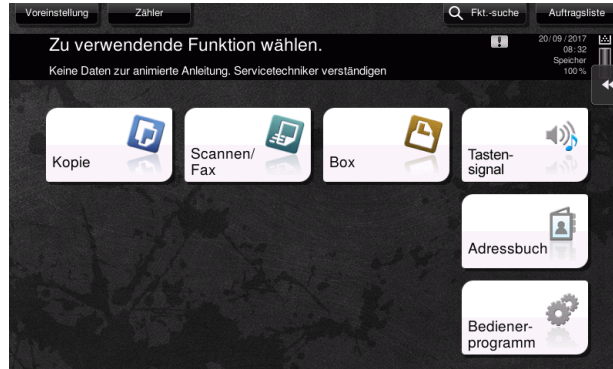 Voreinstellung
Zähler
Fkt.-suche
Auftragsliste
Zu verwendende Funktion wählen.
Keine Daten zur animierte Anleitung. Servicetechniker verständigen
20/09/2017
08:32
Speicher
100%
Kopie
Scannen/
Fax
Box
Tasten-
signal
Adressbuch
Bediener-
programm